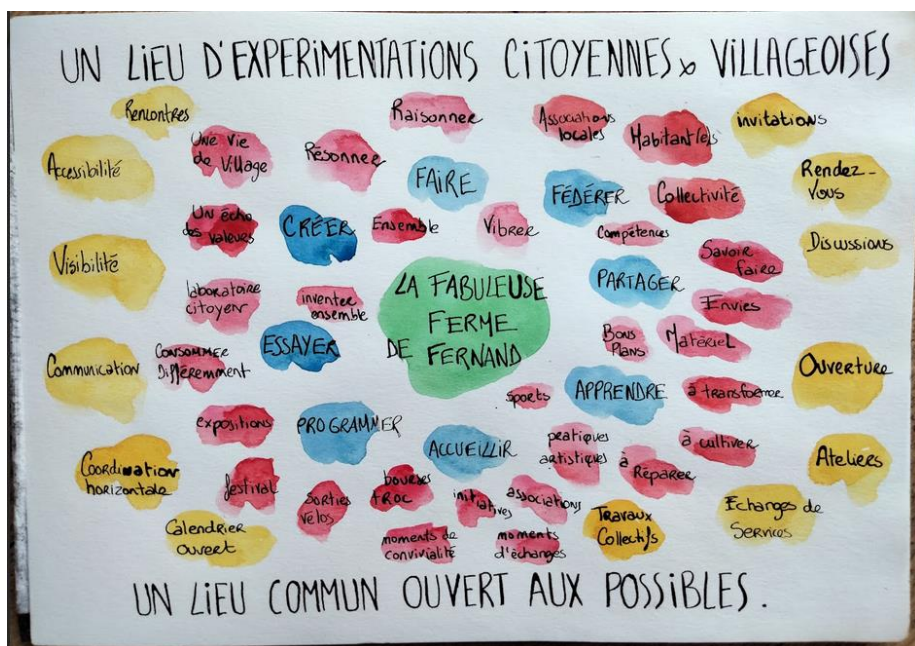 UN LIEU D'EXPERIMENTATIONS CITOYENNES & VILLAGEOISES
Rencontres
Raisonner
Associations
locales
Habitant(e)s
invitations
Accessibilité
Une Vie
de Village
Résonner
FAIRE
FÉDÉRER
Collectivité
Rendez-
Vous
Un écho
des valeurs
CRÉER
Ensemble
Vibrer
Compétences
Savoir
faire
Discussions
Visibilité
laboratoire
citoyen
inventer
ensemble
LA FABULEUSE
FERME
DE FERNAND
PARTAGER
Envies
Communication
Consommer
Différemment
ESSAYER
Bons
Plans
Matériel
Ouverture
sports
APPRENDRE
à transformer
expositions
PROGRAMMER
ACCUEILLIR
pratiques
artistiques
à cultiver
à
Réparer
Ateliers
Coordination
horizontale
festival
sorties
vélos
bourses
troc
initiatives
associations
Travaux
Collectifs
Echanges de
Services
Calendrier
Ouvert
moments de
convivialité
moments
d'échanges
UN LIEU COMMUN OUVERT AUX POSSIBLES.